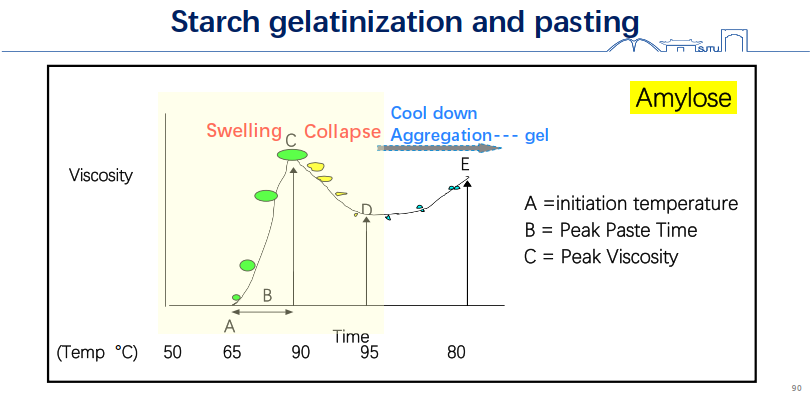 Starch gelatinization and pasting
SJTU
Amylose
Cool down
Swelling Collapse Aggregation--- gel
C
E
Viscosity
D
A =initiation temperature
B = Peak Paste Time
C = Peak Viscosity
B
A
Time
(Temp °C) 50 65 90 95 80
90